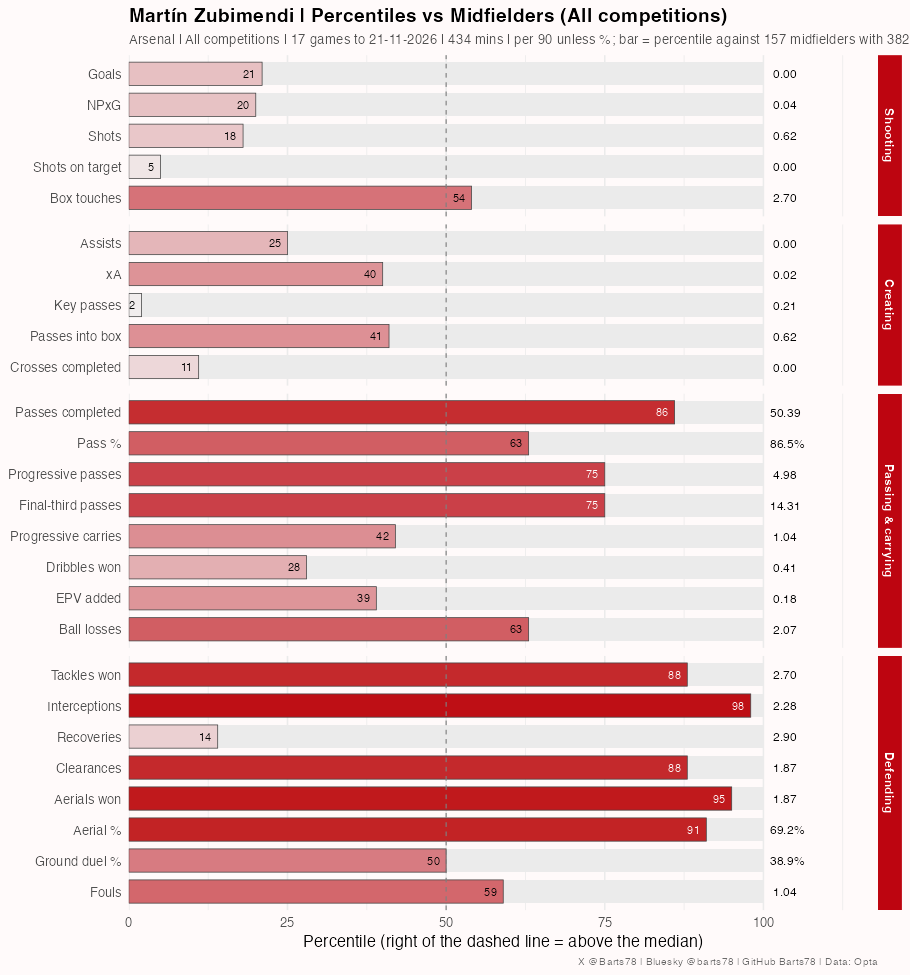 Martín Zubimendi | Percentiles vs Midfielders (All competitions)
Arsenal | All competitions | 17 games to 21-11-2026 | 434 mins | per 90 unless %; bar = percentile against 157 midfielders with 382
Goals 21 0.00
NPxG 20 0.04
Shots 18 0.62
Shots on target 5 0.00
Box touches 54 2.70
Shooting
Assists 25 0.00
xA 40 0.02
Key passes 2 0.21
Passes into box 41 0.62
Crosses completed 11 0.00
Creating
Passes completed 86 50.39
Pass % 63 86.5%
Progressive passes 75 4.98
Final-third passes 75 14.31
Progressive carries 42 1.04
Dribbles won 28 0.41
EPV added 39 0.18
Ball losses 63 2.07
Passing & carrying
Tackles won 88 2.70
Interceptions 98 2.28
Recoveries 14 2.90
Clearances 88 1.87
Aerials won 95 1.87
Aerial % 91 69.2%
Ground duel % 50 38.9%
Fouls 59 1.04
Defending
0 25 50 75 100
Percentile (right of the dashed line = above the median)
X @Barts78 | Bluesky @barts78 | GitHub Barts78 | Data: Opta